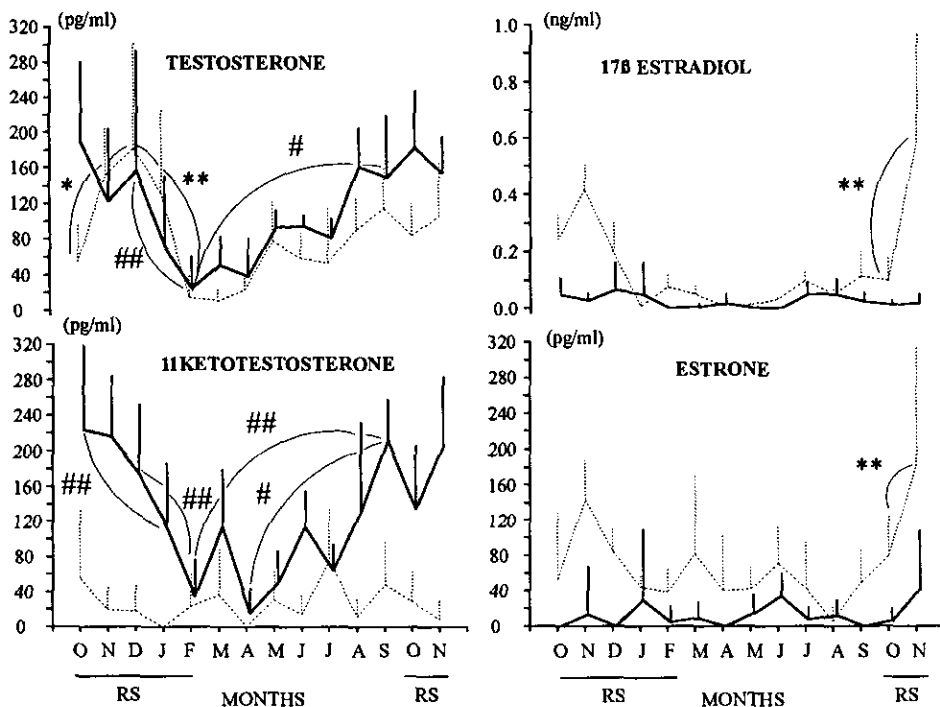 (pg/ml)
320
280
240
200
160
120
80
40
0
TESTOSTERONE
*
**
#
##
(ng/ml)
1.0
0.8
0.6
0.4
0.2
0.0
17ß ESTRADIOL
**
(pg/ml)
320
280
240
200
160
120
80
40
0
11KETOTESTOSTERONE
##
##
##
#
O N D J F M A M J J A S O N
RS
MONTHS
RS
(pg/ml)
320
280
240
200
160
120
80
40
0
ESTRONE
**
O N D J F M A M J J A S O N
RS
MONTHS
RS